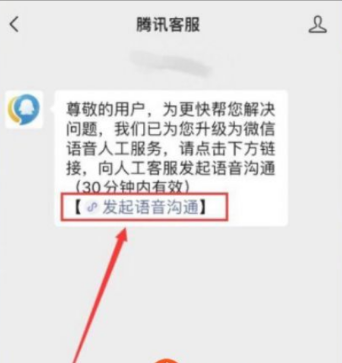 腾讯客服
尊敬的用户，为更快帮您解决
问题，我们已为您升级为微信
语音人工服务，请点击下方链
接，向人工客服发起语音沟通
（30分钟内有效）
【发起语音沟通】